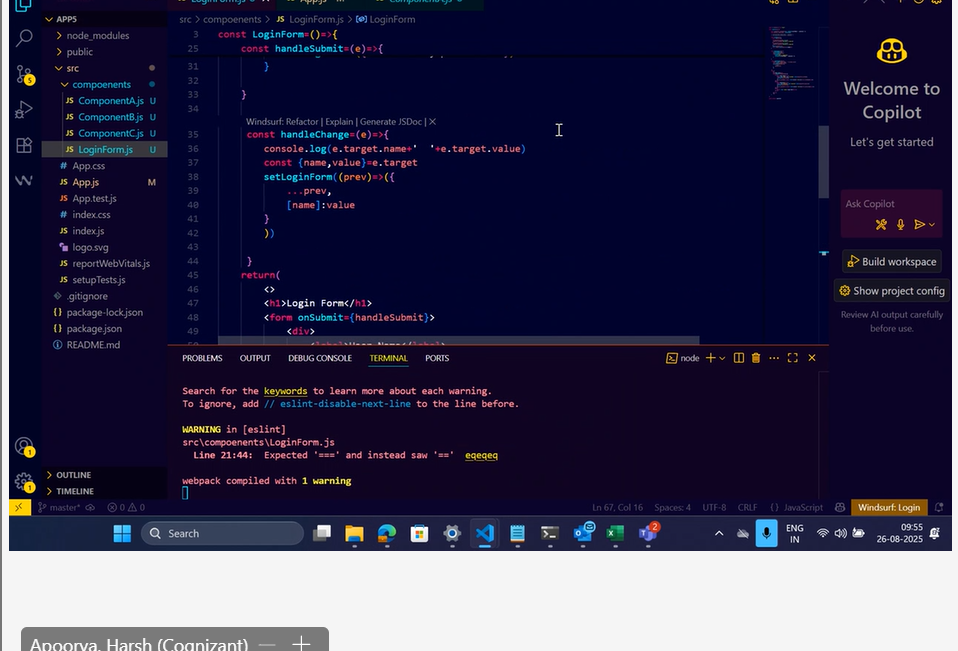 APP5
node_modules
public
src
compoenents
ComponentA.js U
ComponentB.js U
ComponentC.js U
LoginForm.js U
App.css
App.js M
App.test.js
index.css
index.js
logo.svg
reportWebVitals.js
setupTests.js
.gitignore
package-lock.json
package.json
README.md
OUTLINE
TIMELINE
src > compoenents > JS LoginForm.js > LoginForm
3 const LoginForm=()=>{
25 const handleSubmit=(e)=>{
31 }
32
33 }
34
Windsurf: Refactor | Explain | Generate JSDoc | X
35 const handleChange=(e)=>{
36 console.log(e.target.name+'  '+e.target.value)
37 const {name,value}=e.target
38 setLoginForm((prev)=>({
39 ...prev,
40 [name]:value
41 }
42 ))
43
44 }
45 return(
46 <>
47 <h1>Login Form</h1>
48 <form onSubmit={handleSubmit}>
49 <div>
PROBLEMS OUTPUT DEBUG CONSOLE TERMINAL PORTS
node
Search for the keywords to learn more about each warning.
To ignore, add // eslint-disable-next-line to the line before.
WARNING in [eslint]
src\compoenents\LoginForm.js
Line 21:44: Expected '===' and instead saw '==' eqeqeq
webpack compiled with 1 warning
Welcome to
Copilot
Let's get started
Ask Copilot
Build workspace
Show project config
Review AI output carefully
before use.
master* 0 0 Ln 67, Col 16 Spaces: 4 UTF-8 CRLF {} JavaScript Windsurf: Login
Search
ENG
IN
09:55
26-08-2025
Apoorva, Harsh (Cognizant)